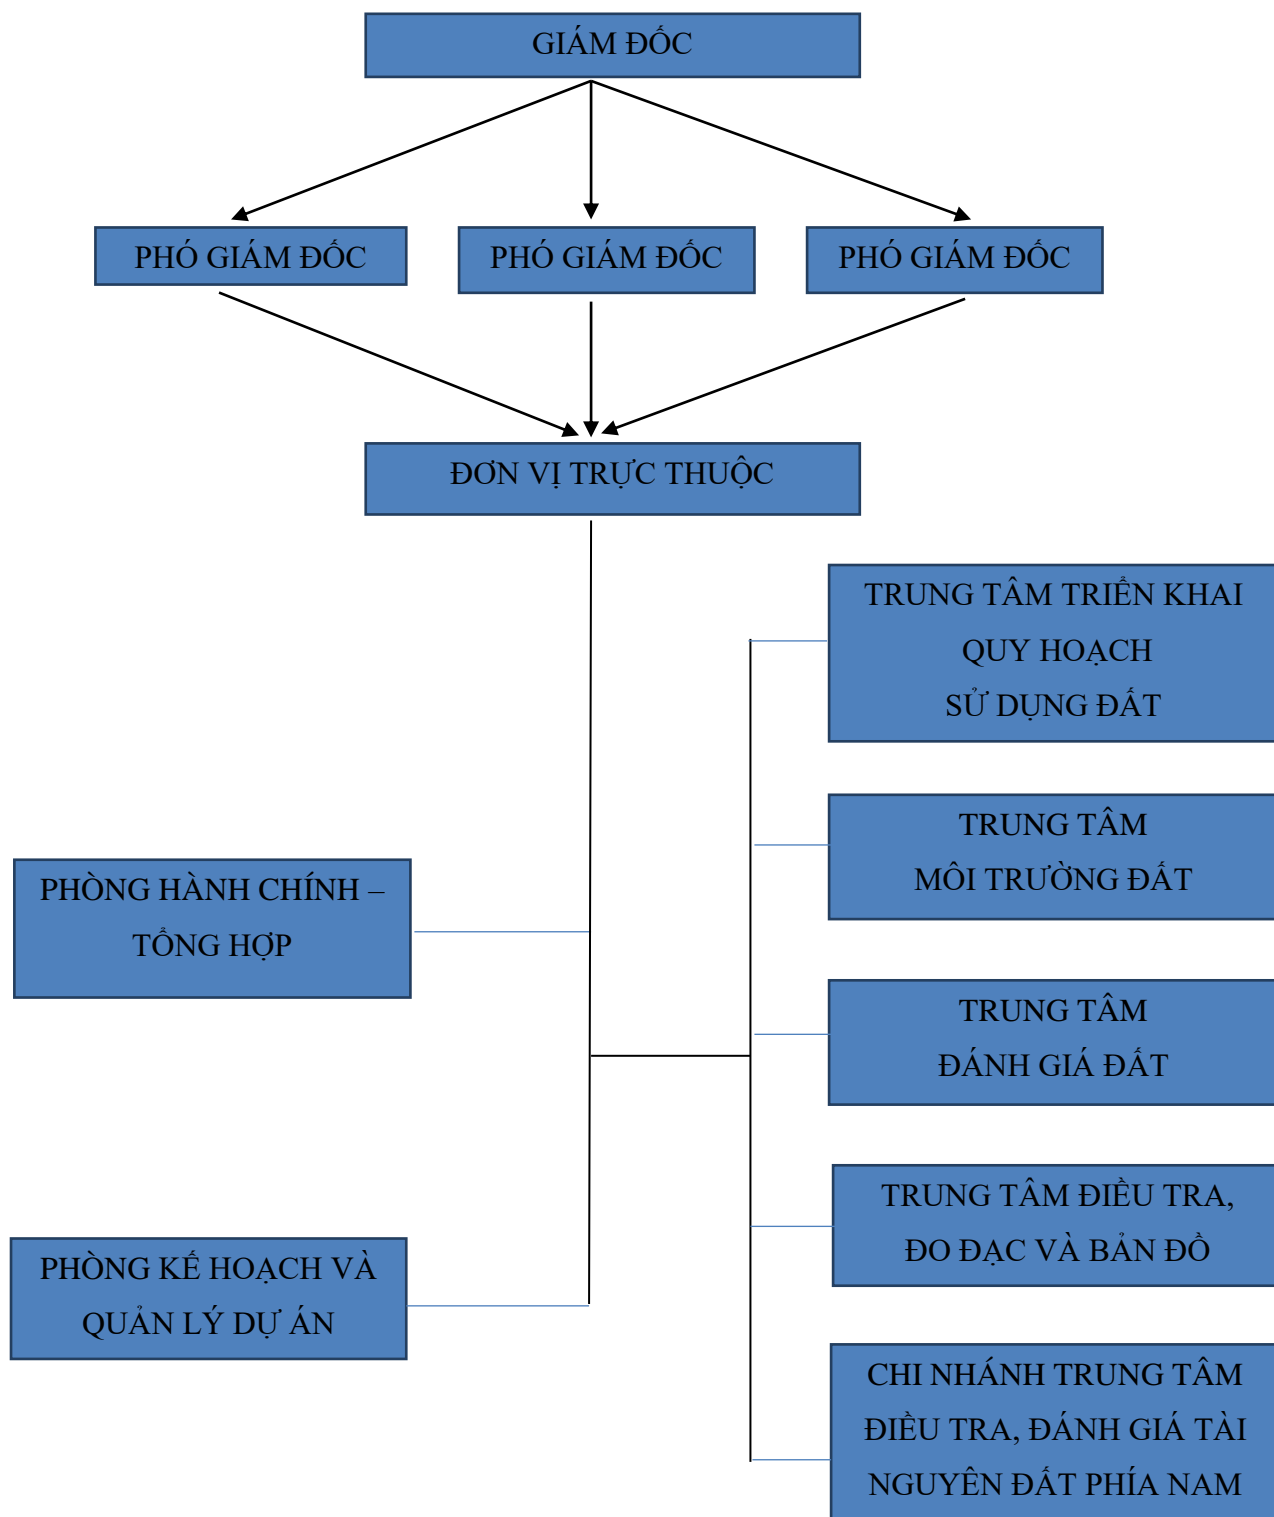 GIÁM ĐỐC
PHÓ GIÁM ĐỐC
PHÓ GIÁM ĐỐC
PHÓ GIÁM ĐỐC
ĐƠN VỊ TRỰC THUỘC
PHÒNG HÀNH CHÍNH –
TỔNG HỢP
PHÒNG KẾ HOẠCH VÀ
QUẢN LÝ DỰ ÁN
TRUNG TÂM TRIỂN KHAI
QUY HOẠCH
SỬ DỤNG ĐẤT
TRUNG TÂM
MÔI TRƯỜNG ĐẤT
TRUNG TÂM
ĐÁNH GIÁ ĐẤT
TRUNG TÂM ĐIỀU TRA,
ĐO ĐẠC VÀ BẢN ĐỒ
CHI NHÁNH TRUNG TÂM
ĐIỀU TRA, ĐÁNH GIÁ TÀI
NGUYÊN ĐẤT PHÍA NAM